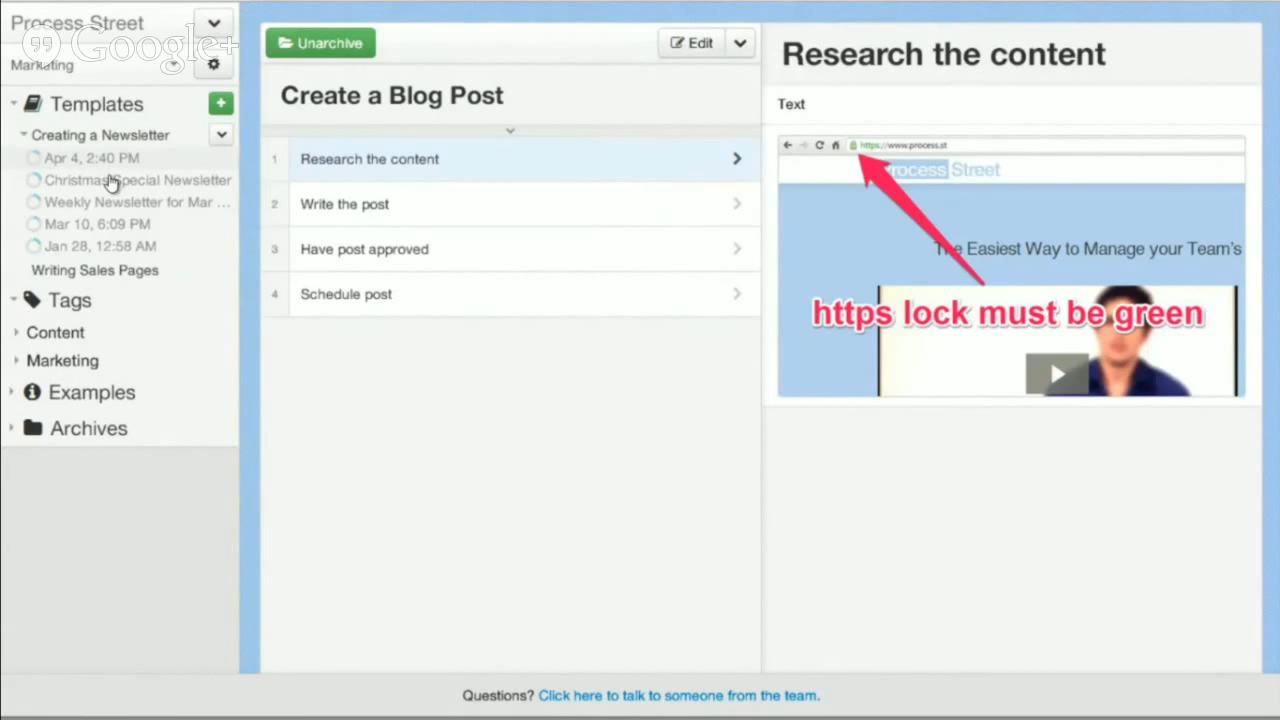 Process Street
Google+
Marketing
Templates
Creating a Newsletter
Apr 4, 2:40 PM
Christmas Special Newsletter
Weekly Newsletter for Mar ...
Mar 10, 6:09 PM
Jan 28, 12:58 AM
Writing Sales Pages
Tags
Content
Marketing
Examples
Archives
Unarchive
Edit
Create a Blog Post
1 Research the content
2 Write the post
3 Have post approved
4 Schedule post
Research the content
Text
https://www.process.st
Process Street
The Easiest Way to Manage your Team's
https lock must be green
Questions? Click here to talk to someone from the team.